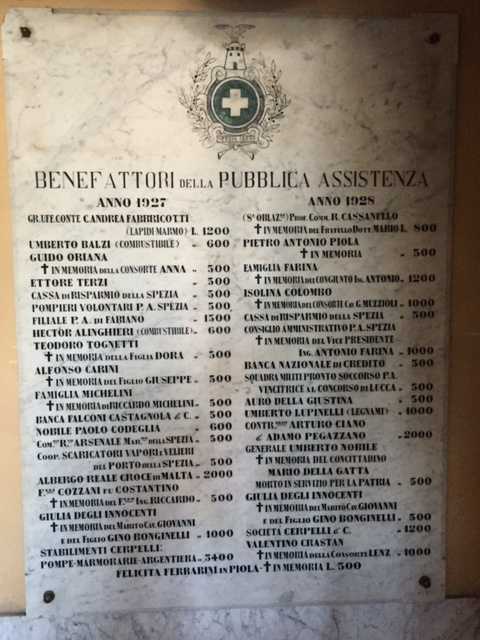 BENEFATTORI DELLA PUBBLICA ASSISTENZA
ANNO 1927
GR.UFF.CONTE CANDREA FABBRICOTTI
(LAPIDI MARMO) L. 1200
UMBERTO BALZI (COMBUSTIBILE) „ 600
GUIDO ORIANA
✝ IN MEMORIA DELLA CONSORTE ANNA „ 500
ETTORE TERZI „ 500
CASSA DI RISPARMIO DELLA SPEZIA „ 500
POMPIERI VOLONTARI P. A. SPEZIA „ 500
FILIALE P. A. DI FABIANO „ 1500
HECTÒR ALINGHIERI (COMBUSTIBILE) „ 600
TEODORO TOGNETTI
✝ IN MEMORIA DELLA FIGLIA DORA „ 500
ALFONSO CARINI
✝ IN MEMORIA DEL FIGLIO GIUSEPPE „ 500
FAMIGLIA MICHELINI
✝ IN MEMORIA DI RICCARDO MICHELINI „ 500
BANCA FALCONI CASTAGNOLA & C. „ 500
NOBILE PAOLO CODEGLIA „ 600
COM.DO R.º ARSENALE MAR.MO DELLA SPEZIA „ 500
COOP. SCARICATORI VAPORI E VELIERI
DEL PORTO DELLA SPEZIA „ 500
ALBERGO REALE CROCE DI MALTA „ 2000
F.LLI COZZANI FU COSTANTINO
✝ IN MEMORIA DEL F.LLO ING. RICCARDO „ 500
GIULIA DEGLI INNOCENTI
✝ IN MEMORIA DEL MARITO CAV. GIOVANNI
E DEL FIGLIO GINO BONGINELLI „ 1000
STABILIMENTI CERPELLI:
POMPE-MARMORARIE-ARGENTIERA „ 3400
ANNO 1928
(Sª OBLAZ.NE) PROF. COMM. R. CASSANELLO
✝ IN MEMORIA DEL FRATELLO DOTT. MARIO L. 800
PIETRO ANTONIO PIOLA
✝ IN MEMORIA „ 500
FAMIGLIA FARINA
✝ IN MEMORIA DEL CONGIUNTO ING. ANTONIO „ 1200
ISOLINA COLOMBO
✝ IN MEMORIA DEL CONSORTE CAV. G. MUZZIOLI „ 1000
CASSA DI RISPARMIO DELLA SPEZIA „ 500
CONSIGLIO AMMINISTRATIVO P. A. SPEZIA
✝ IN MEMORIA DEL VICE PRESIDENTE
ING. ANTONIO FARINA „ 1000
BANCA NAZIONALE DI CREDITO „ 500
SQUADRA MILITI PRONTO SOCCORSO P. A.
VINCITRICE AL CONCORSO DI LUCCA „ 500
AURO DELLA GIUSTINA „ 500
UMBERTO LUPINELLI (LEGNAMI) „ 1000
CONTR.GLIO ARTURO CIANO
& ADAMO PEGAZZANO „ 2000
GENERALE UMBERTO NOBILE
✝ IN MEMORIA DEL CONCITTADINO
MARIO DELLA GATTA
MORTO IN SERVIZIO PER LA PATRIA „ 500
GIULIA DEGLI INNOCENTI
✝ IN MEMORIA DEL MARITO CAV. GIOVANNI
E DEL FIGLIO GINO BONGINELLI „ 500
SOCIETÀ CERPELLI & C. „ 1200
VALENTINO CRASTAN
✝ IN MEMORIA DELLA CONSORTE LENZ „ 1000
FELICITA FERRARINI IN PIOLA - ✝ IN MEMORIA L. 500